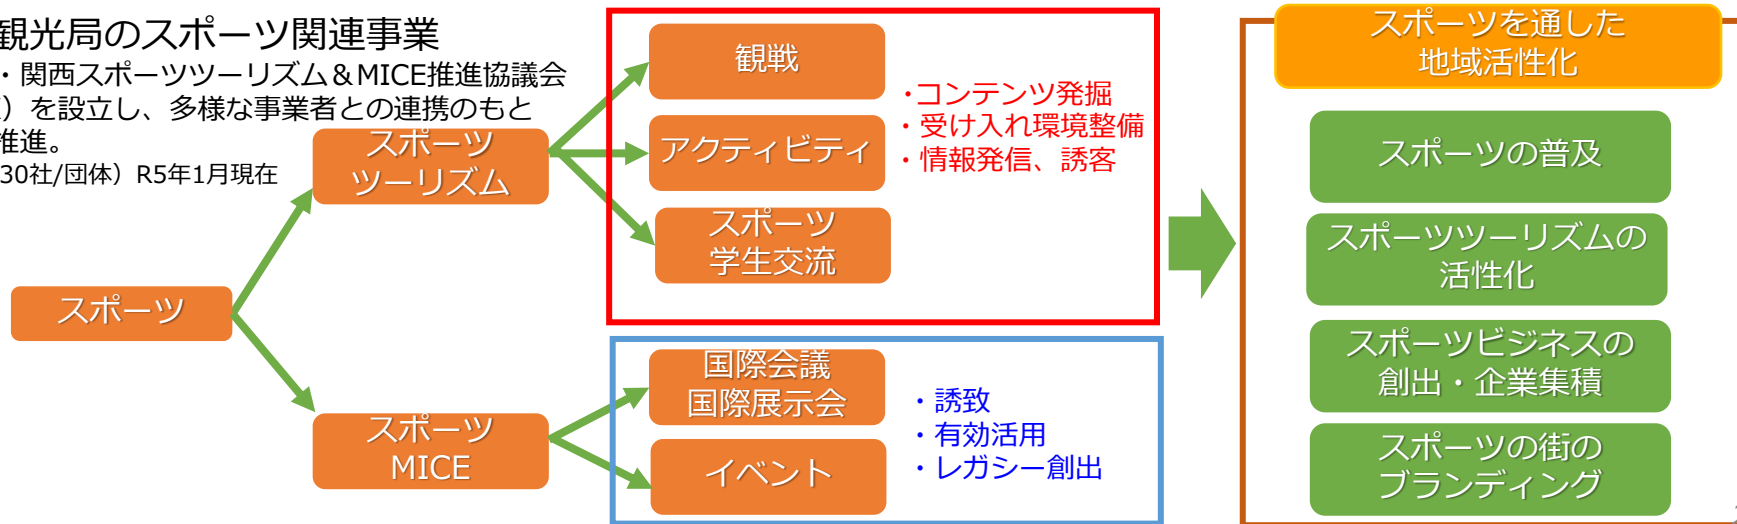 観光局のスポーツ関連事業
・関西スポーツツーリズム＆MICE推進協議会
）を設立し、多様な事業者との連携のもと
推進。
30社/団体）R5年1月現在
スポーツ
スポーツ
ツーリズム
スポーツ
MICE
観戦
アクティビティ
スポーツ
学生交流
・コンテンツ発掘
・受け入れ環境整備
・情報発信、誘客
国際会議
国際展示会
イベント
・誘致
・有効活用
・レガシー創出
スポーツを通した
地域活性化
スポーツの普及
スポーツツーリズムの
活性化
スポーツビジネスの
創出・企業集積
スポーツの街の
ブランディング